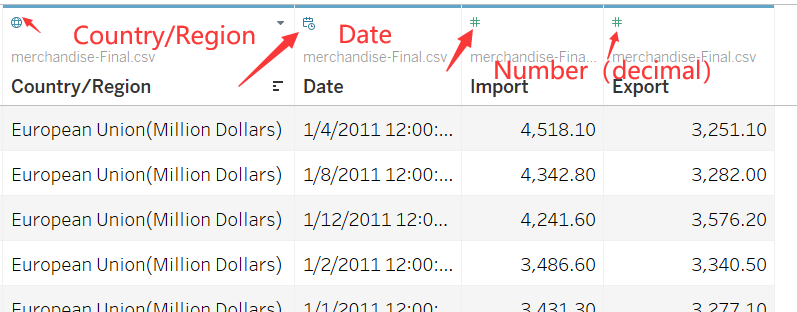 Country/Region Date
merchandise-Final.csv merchandise-Final.csv merchandise-Fina... merchandise-Final.csv
Number (decimal)
Country/Region Date Import Export
European Union(Million Dollars) 1/4/2011 12:00:... 4,518.10 3,251.10
European Union(Million Dollars) 1/8/2011 12:00:... 4,342.80 3,282.00
European Union(Million Dollars) 1/12/2011 12:0... 4,241.60 3,576.20
European Union(Million Dollars) 1/2/2011 12:00:... 3,486.60 3,340.50
European Union(Million Dollars) 1/1/2011 12:00:... 3,431.30 3,277.10